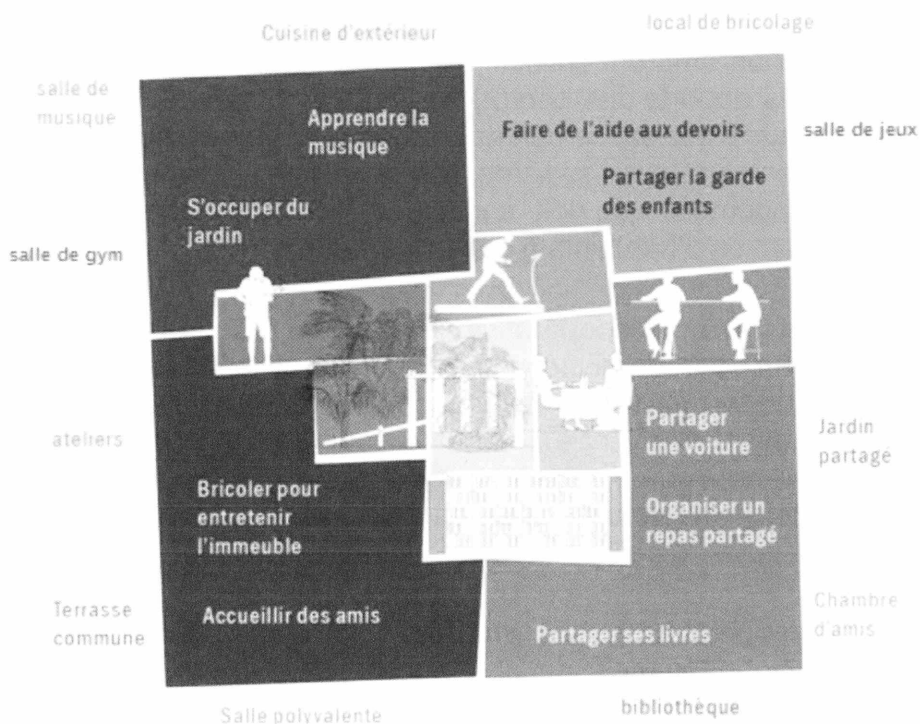 Cuisine d'extérieur
local de bricolage
salle de
musique
Apprendre la
musique
Faire de l'aide aux devoirs
salle de jeux
Partager la garde
des enfants
S'occuper du
jardin
salle de gym
ateliers
Partager
une voiture
Jardin
partagé
Bricoler pour
entretenir
l'immeuble
Organiser un
repas partagé
Terrasse
commune
Accueillir des amis
Chambre
d'amis
Partager ses livres
Salle polyvalente
bibliothèque